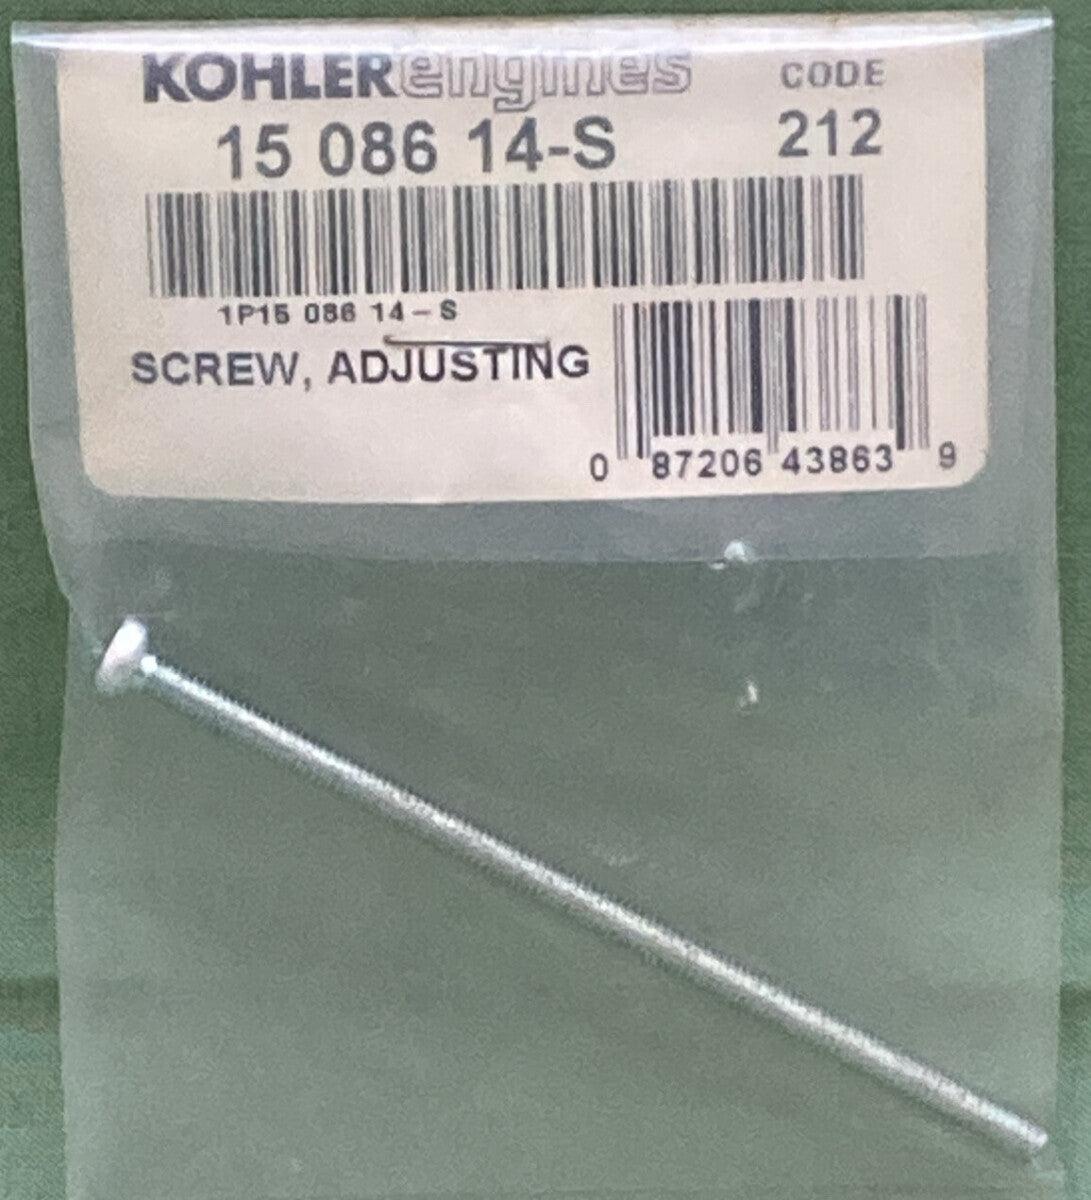 KOHLERengines CODE
15 086 14-S 212
1P15 086 14-S
SCREW, ADJUSTING
0 87206 43863 9